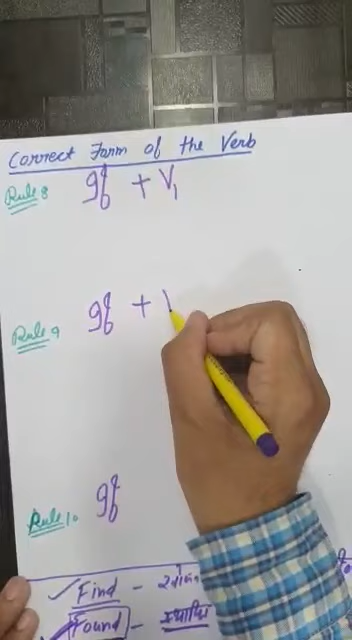 Correct Form of the Verb
Rule 8 If + V1
Rule 9 If +
Rule 10 If
Find -
Found -